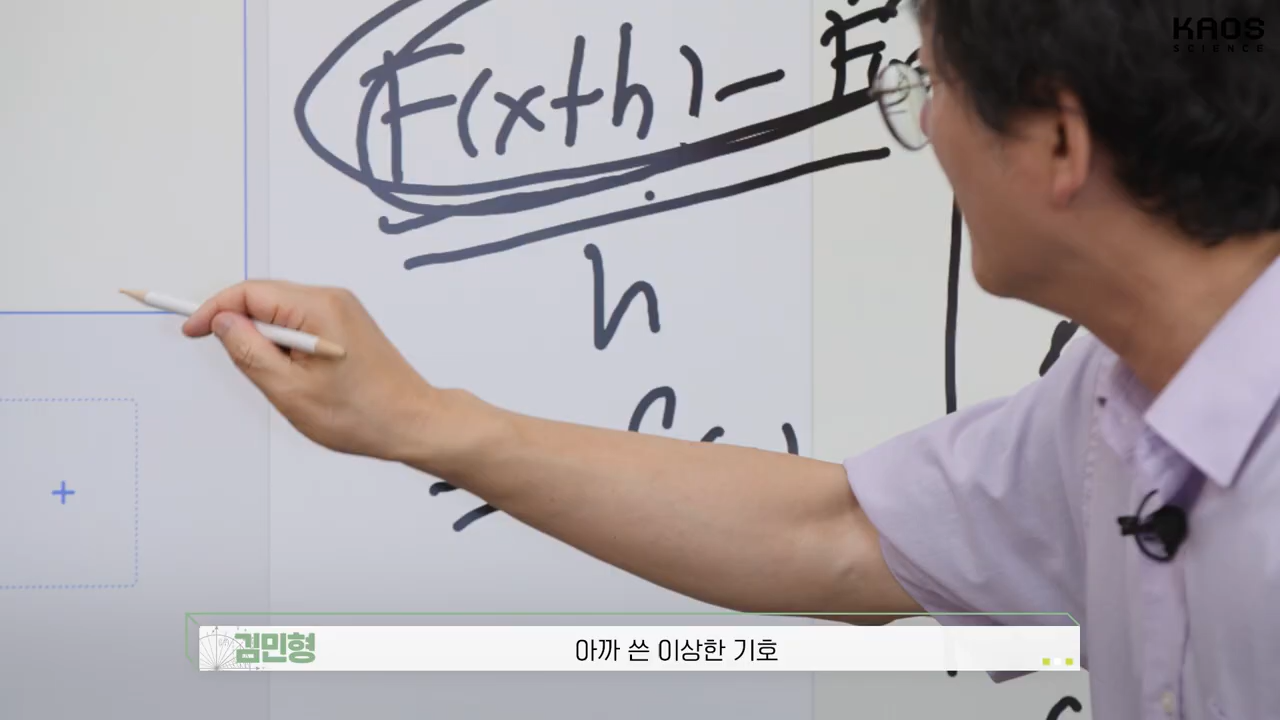 KAOS
SCIENCE
F(x+h) - F
h
김민형
아까 쓴 이상한 기호